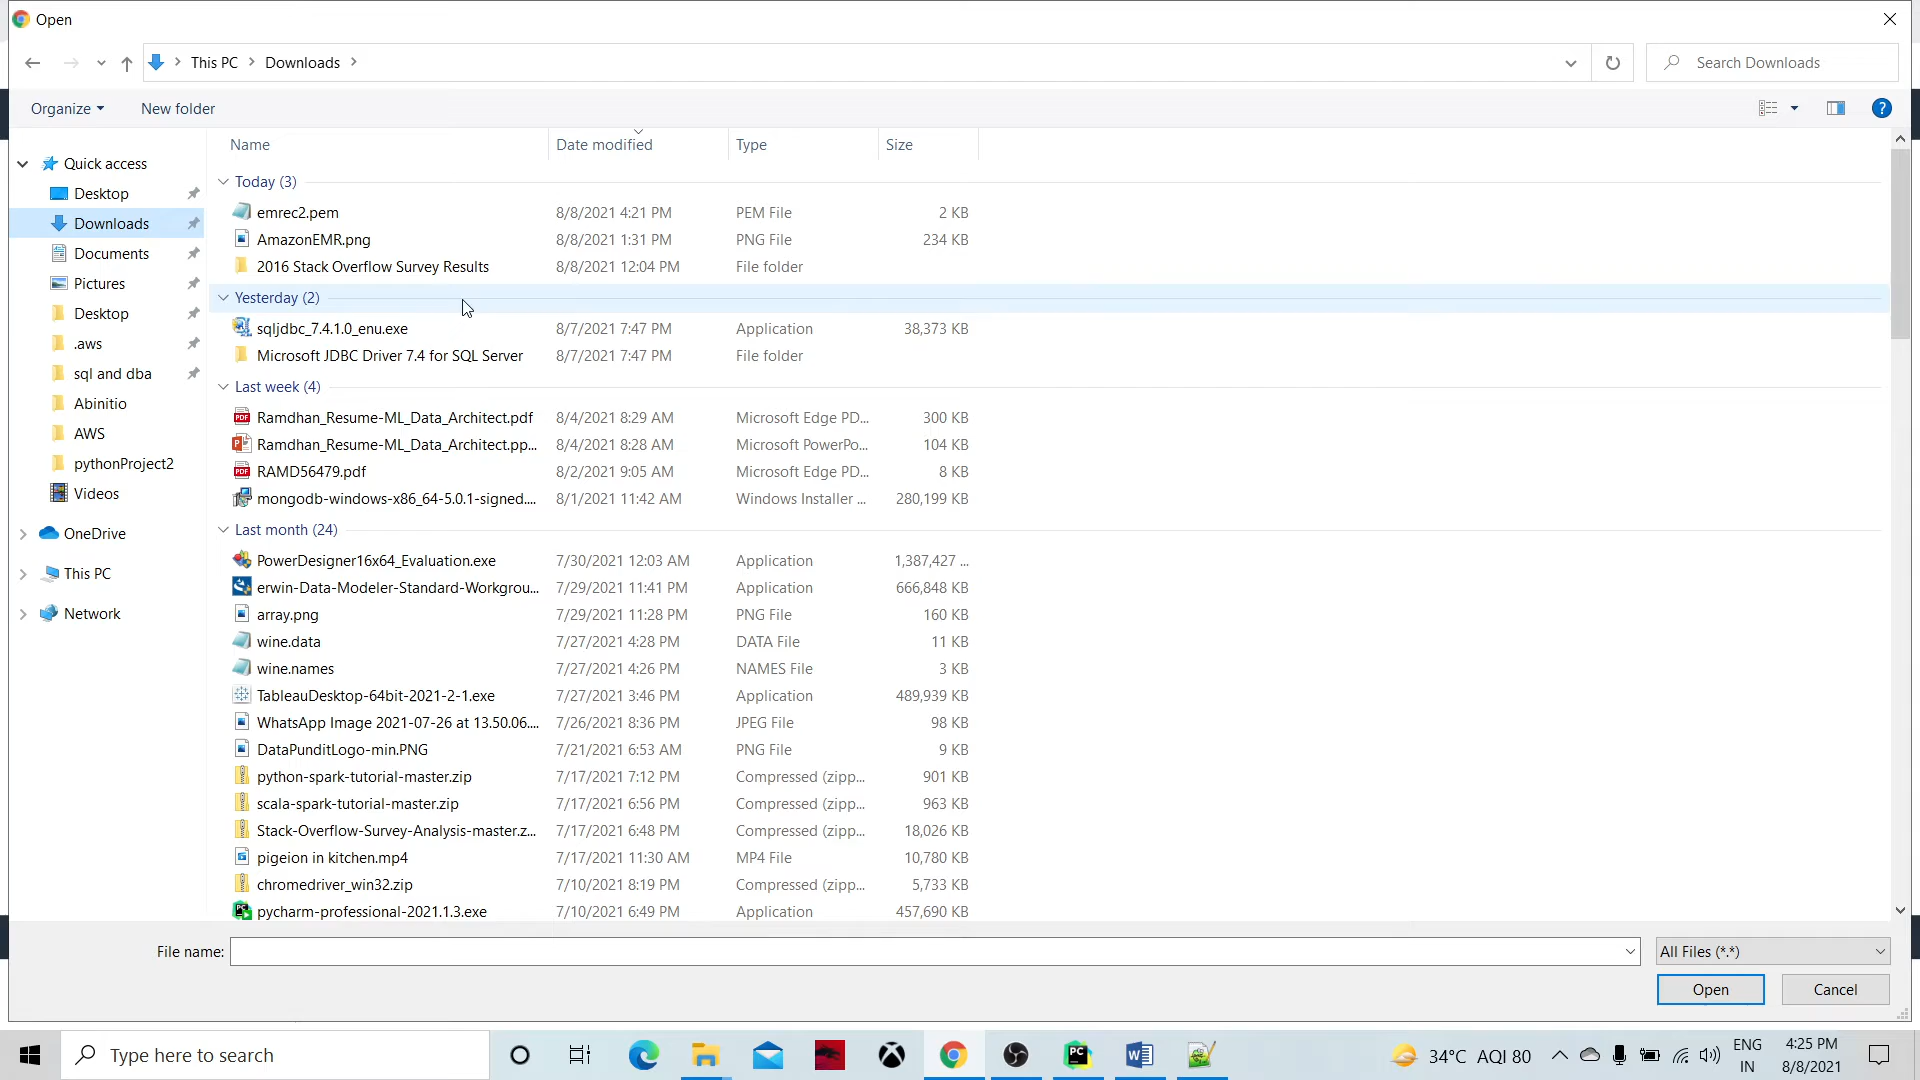 Open
This PC > Downloads >
Search Downloads
Organize
New folder
Name Date modified Type Size
Quick access
Desktop
Downloads
Documents
Pictures
Desktop
.aws
sql and dba
Abinitio
AWS
pythonProject2
Videos
OneDrive
This PC
Network
Today (3)
emrec2.pem 8/8/2021 4:21 PM PEM File 2 KB
AmazonEMR.png 8/8/2021 1:31 PM PNG File 234 KB
2016 Stack Overflow Survey Results 8/8/2021 12:04 PM File folder
Yesterday (2)
sqljdbc_7.4.1.0_enu.exe 8/7/2021 7:47 PM Application 38,373 KB
Microsoft JDBC Driver 7.4 for SQL Server 8/7/2021 7:47 PM File folder
Last week (4)
Ramdhan_Resume-ML_Data_Architect.pdf 8/4/2021 8:29 AM Microsoft Edge PD... 300 KB
Ramdhan_Resume-ML_Data_Architect.pp... 8/4/2021 8:28 AM Microsoft PowerPo... 104 KB
RAMD56479.pdf 8/2/2021 9:05 AM Microsoft Edge PD... 8 KB
mongodb-windows-x86_64-5.0.1-signed.... 8/1/2021 11:42 AM Windows Installer ... 280,199 KB
Last month (24)
PowerDesigner16x64_Evaluation.exe 7/30/2021 12:03 AM Application 1,387,427 ...
erwin-Data-Modeler-Standard-Workgrou... 7/29/2021 11:41 PM Application 666,848 KB
array.png 7/29/2021 11:28 PM PNG File 160 KB
wine.data 7/27/2021 4:28 PM DATA File 11 KB
wine.names 7/27/2021 4:26 PM NAMES File 3 KB
TableauDesktop-64bit-2021-2-1.exe 7/27/2021 3:46 PM Application 489,939 KB
WhatsApp Image 2021-07-26 at 13.50.06.... 7/26/2021 8:36 PM JPEG File 98 KB
DataPunditLogo-min.PNG 7/21/2021 6:53 AM PNG File 9 KB
python-spark-tutorial-master.zip 7/17/2021 7:12 PM Compressed (zipp... 901 KB
scala-spark-tutorial-master.zip 7/17/2021 6:56 PM Compressed (zipp... 963 KB
Stack-Overflow-Survey-Analysis-master.z... 7/17/2021 6:48 PM Compressed (zipp... 18,026 KB
pigeion in kitchen.mp4 7/17/2021 11:30 AM MP4 File 10,780 KB
chromedriver_win32.zip 7/10/2021 8:19 PM Compressed (zipp... 5,733 KB
pycharm-professional-2021.1.3.exe 7/10/2021 6:49 PM Application 457,690 KB
File name:
All Files (*.*)
Open
Cancel
Type here to search
34°C AQI 80
ENG
IN
4:25 PM
8/8/2021